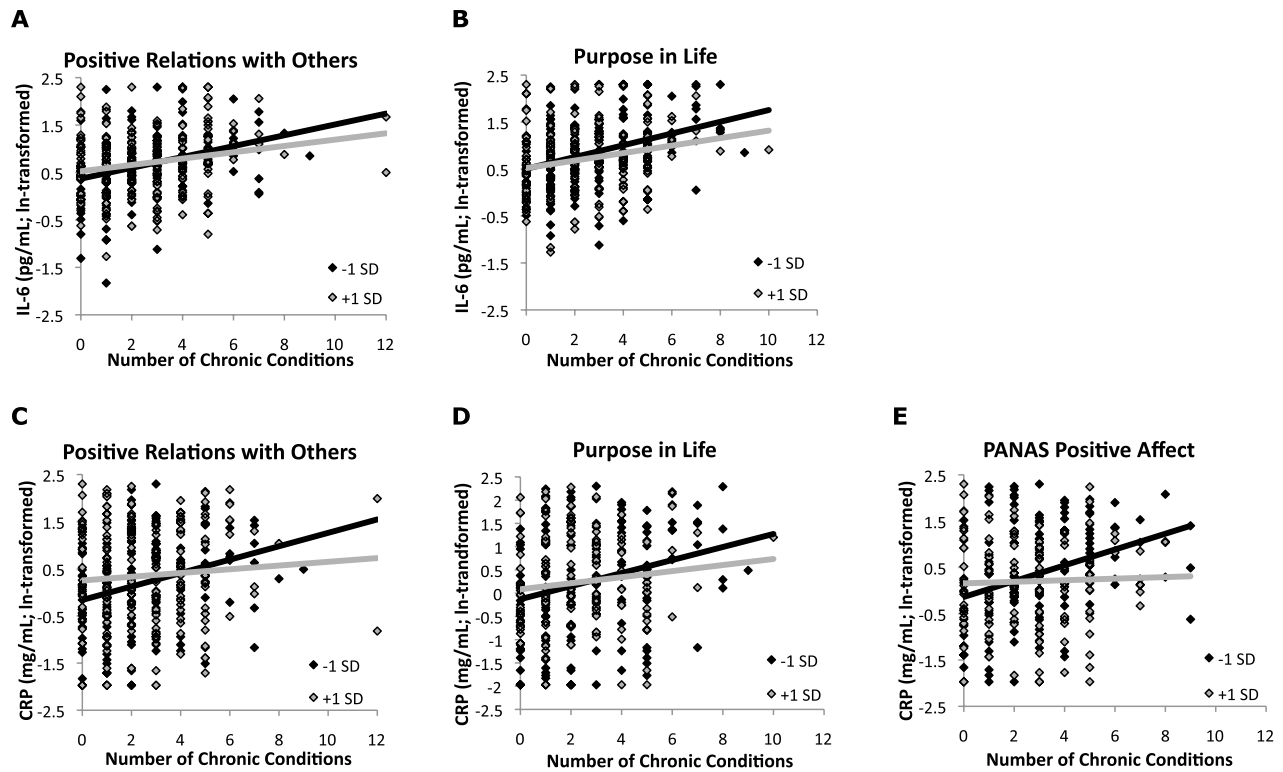 A
Positive Relations with Others
IL-6 (pg/mL; ln-transformed)
2.5
1.5
0.5
-0.5
-1.5
-2.5
0 2 4 6 8 10 12
Number of Chronic Conditions
-1 SD
+1 SD
B
Purpose in Life
IL-6 (pg/mL; ln-transformed)
2.5
1.5
0.5
-0.5
-1.5
-2.5
0 2 4 6 8 10 12
Number of Chronic Conditions
-1 SD
+1 SD
C
Positive Relations with Others
CRP (mg/mL; ln-transformed)
2.5
1.5
0.5
-0.5
-1.5
-2.5
0 2 4 6 8 10 12
Number of Chronic Conditions
-1 SD
+1 SD
D
Purpose in Life
CRP (mg/mL; ln-trandformed)
2.5
2
1.5
1
0.5
0
-0.5
-1
-1.5
-2
-2.5
0 2 4 6 8 10 12
Number of Chronic Conditions
-1 SD
+1 SD
E
PANAS Positive Affect
CRP (mg/mL; ln-transformed)
2.5
1.5
0.5
-0.5
-1.5
-2.5
0 2 4 6 8 10 12
Number of Chronic Conditions
-1 SD
+1 SD